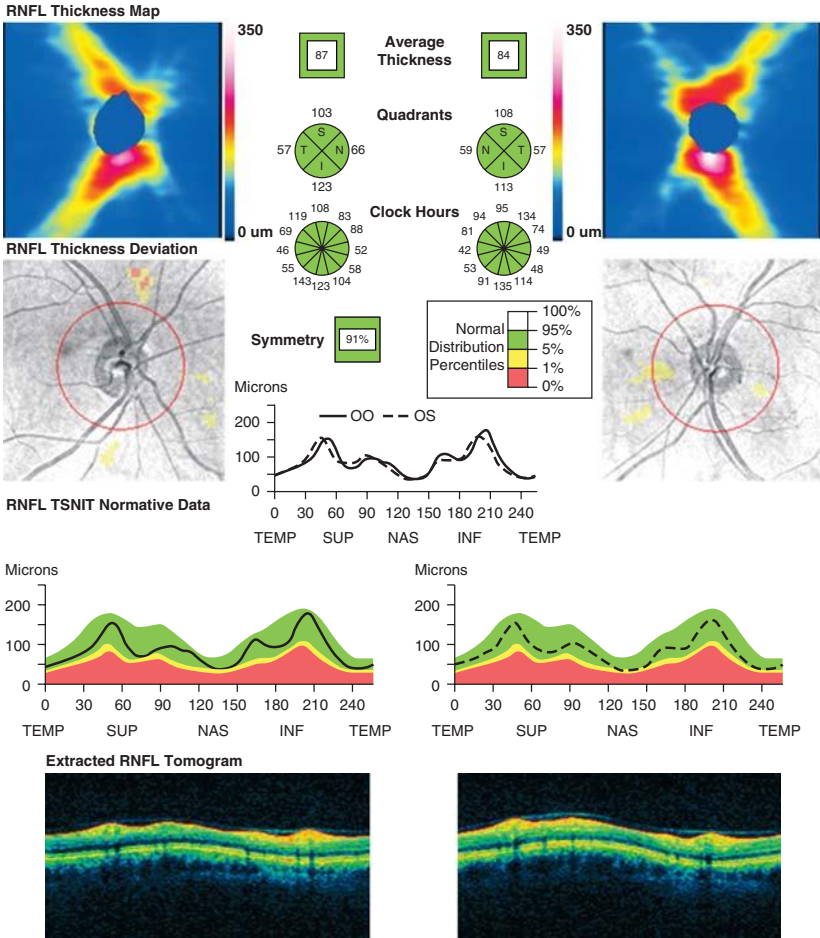 RNFL Thickness Map
350
Average
Thickness
350
87
84
Quadrants
103
108
57 S T N I 66
59 S N T I 57
123
113
Clock Hours
108
95
119 83
94 134
69 88
81 74
46 52
42 49
55 58
53 48
143 123 104
91 135 114
0 um
0 um
RNFL Thickness Deviation
Symmetry
91%
Normal
Distribution
Percentiles
100%
95%
5%
1%
0%
Microns
OO OS
200
100
0
0 30 60 90 120 150 180 210 240
TEMP SUP NAS INF TEMP
RNFL TSNIT Normative Data
Microns
200
100
0
0 30 60 90 120 150 180 210 240
TEMP SUP NAS INF TEMP
Microns
200
100
0
0 30 60 90 120 150 180 210 240
TEMP SUP NAS INF TEMP
Extracted RNFL Tomogram